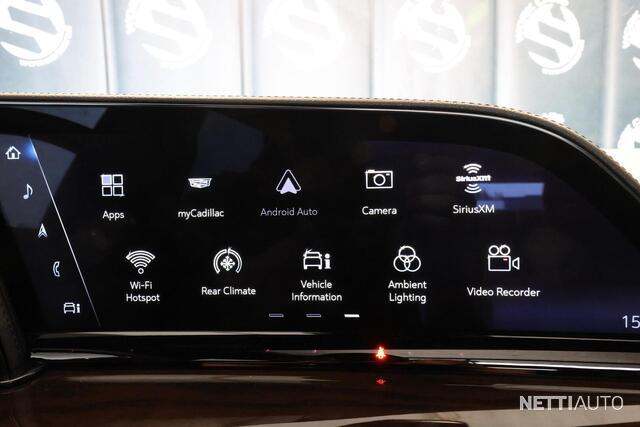 SiriusXM
Apps
myCadillac
Android Auto
Camera
SiriusXM
Wi-Fi
Hotspot
Rear Climate
Vehicle
Information
Ambient
Lighting
Video Recorder
15
NETTIAUTO